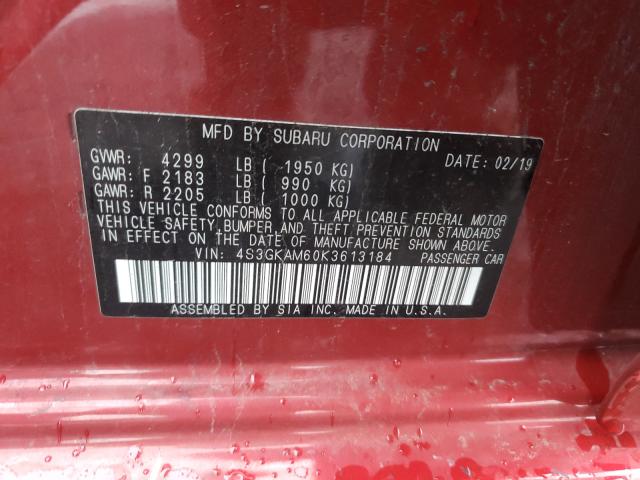 MFD BY SUBARU CORPORATION
GVWR: 4299 LB ( 1950 KG) DATE: 02/19
GAWR: F 2183 LB ( 990 KG)
GAWR: R 2205 LB ( 1000 KG)
THIS VEHICLE CONFORMS TO ALL APPLICABLE FEDERAL MOTOR
VEHICLE SAFETY, BUMPER, AND THEFT PREVENTION STANDARDS
IN EFFECT ON THE DATE OF MANUFACTURE SHOWN ABOVE.
VIN: 4S3GKAM60K3613184 PASSENGER CAR
ASSEMBLED BY SIA INC. MADE IN U.S.A.